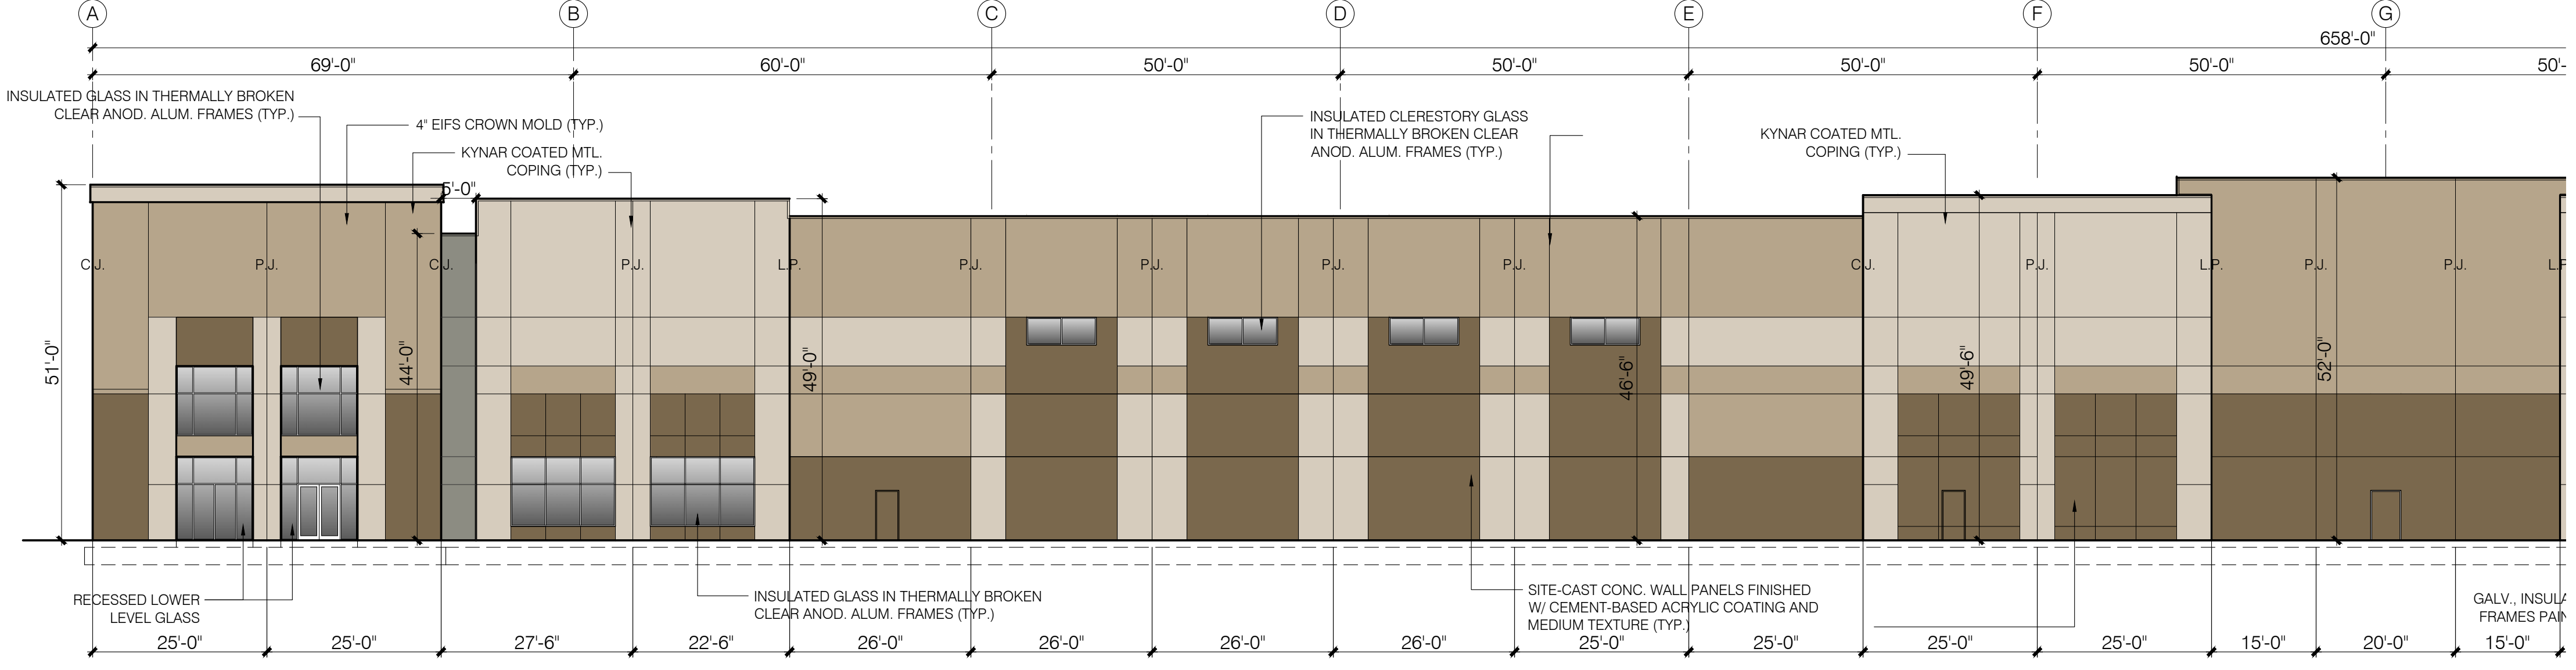 A B C D E F G
658'-0"
69'-0" 60'-0" 50'-0" 50'-0" 50'-0" 50'-0" 50'-
INSULATED GLASS IN THERMALLY BROKEN
CLEAR ANOD. ALUM. FRAMES (TYP.)
4" EIFS CROWN MOLD (TYP.)
KYNAR COATED MTL.
COPING (TYP.)
INSULATED CLERESTORY GLASS
IN THERMALLY BROKEN CLEAR
ANOD. ALUM. FRAMES (TYP.)
KYNAR COATED MTL.
COPING (TYP.)
5'-0"
C.J. P.J. C.J. P.J. L.P. P.J. P.J. P.J. P.J. C.J. P.J. L.P. P.J. P.J. L.P
51'-0"
44'-0"
49'-0"
46'-6"
49'-6"
52'-0"
RECESSED LOWER
LEVEL GLASS
INSULATED GLASS IN THERMALLY BROKEN
CLEAR ANOD. ALUM. FRAMES (TYP.)
SITE-CAST CONC. WALL PANELS FINISHED
W/ CEMENT-BASED ACRYLIC COATING AND
MEDIUM TEXTURE (TYP.)
GALV., INSULA
FRAMES PAIN
25'-0" 25'-0" 27'-6" 22'-6" 26'-0" 26'-0" 26'-0" 26'-0" 25'-0" 25'-0" 25'-0" 25'-0" 15'-0" 20'-0" 15'-0"